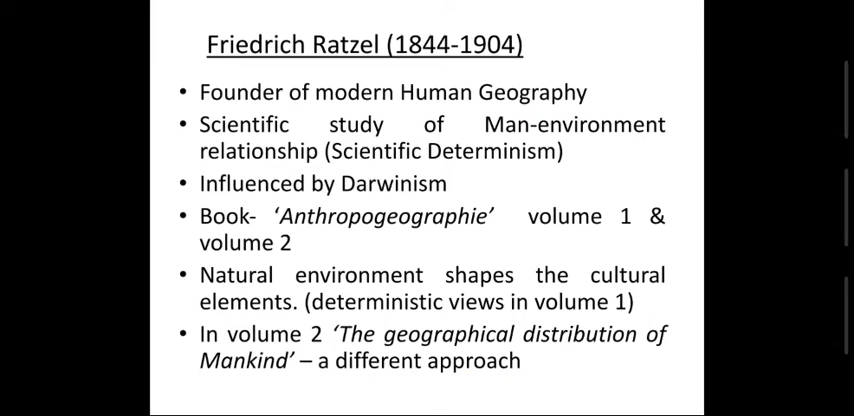 Friedrich Ratzel (1844-1904)
• Founder of modern Human Geography
• Scientific study of Man-environment
relationship (Scientific Determinism)
• Influenced by Darwinism
• Book- ‘Anthropogeographie’ volume 1 &
volume 2
• Natural environment shapes the cultural
elements. (deterministic views in volume 1)
• In volume 2 ‘The geographical distribution of
Mankind’ – a different approach